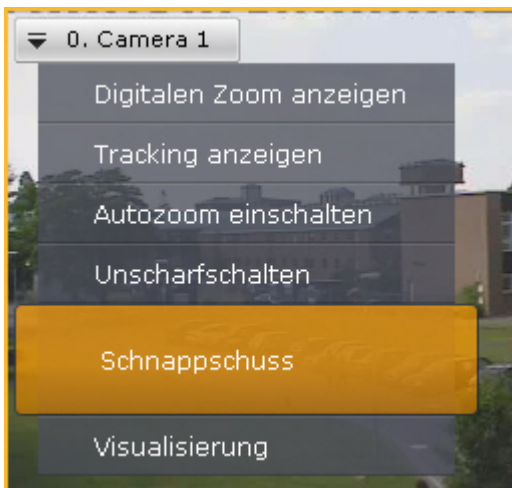 0. Camera 1
Digitalen Zoom anzeigen
Tracking anzeigen
Autozoom einschalten
Unscharfschalten
Schnappschuss
Visualisierung